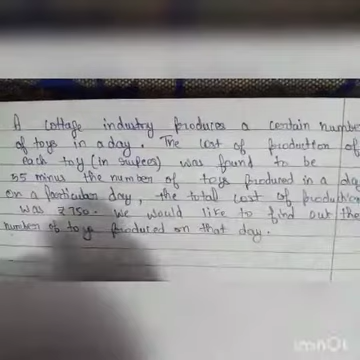 A cottage industry produces a certain number
of toys in a day. The cost of production of
each toy (in rupees) was found to be
55 minus the number of toys produced in a day
on a particular day, the total cost of production
was ₹750. We would like to find out the
number of toys produced on that day.